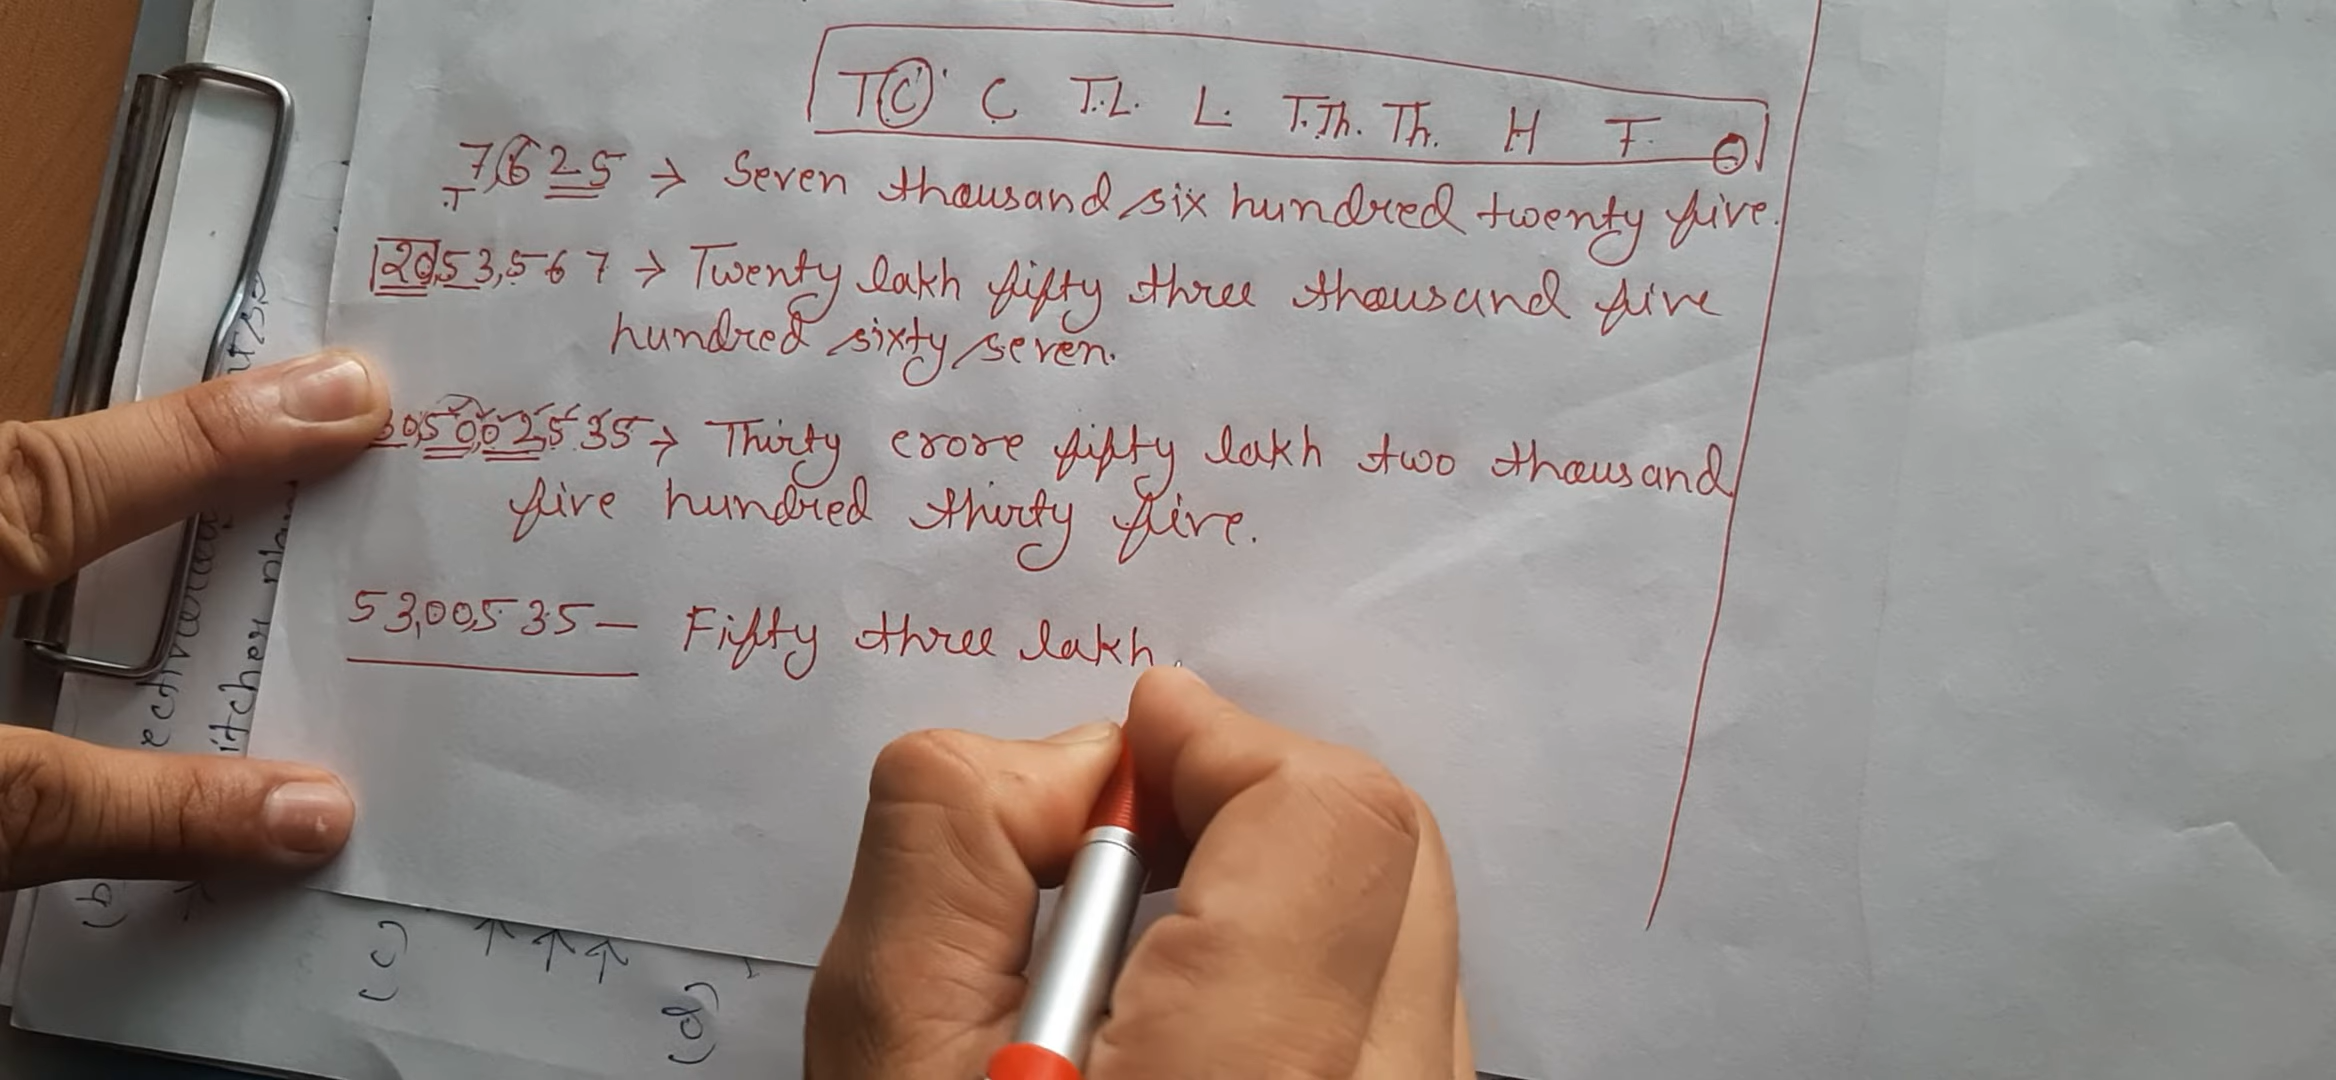 TC C T.L. L. T.Th. Th. H T. O
7,625 → Seven thousand six hundred twenty five.
T
20,53,567 → Twenty lakh fifty three thousand five
hundred sixty seven.
30,50,02,535 → Thirty crore fifty lakh two thousand
five hundred thirty five.
53,00,535 – Fifty three lakh
(c)
↑ ↑ ↑
(d)